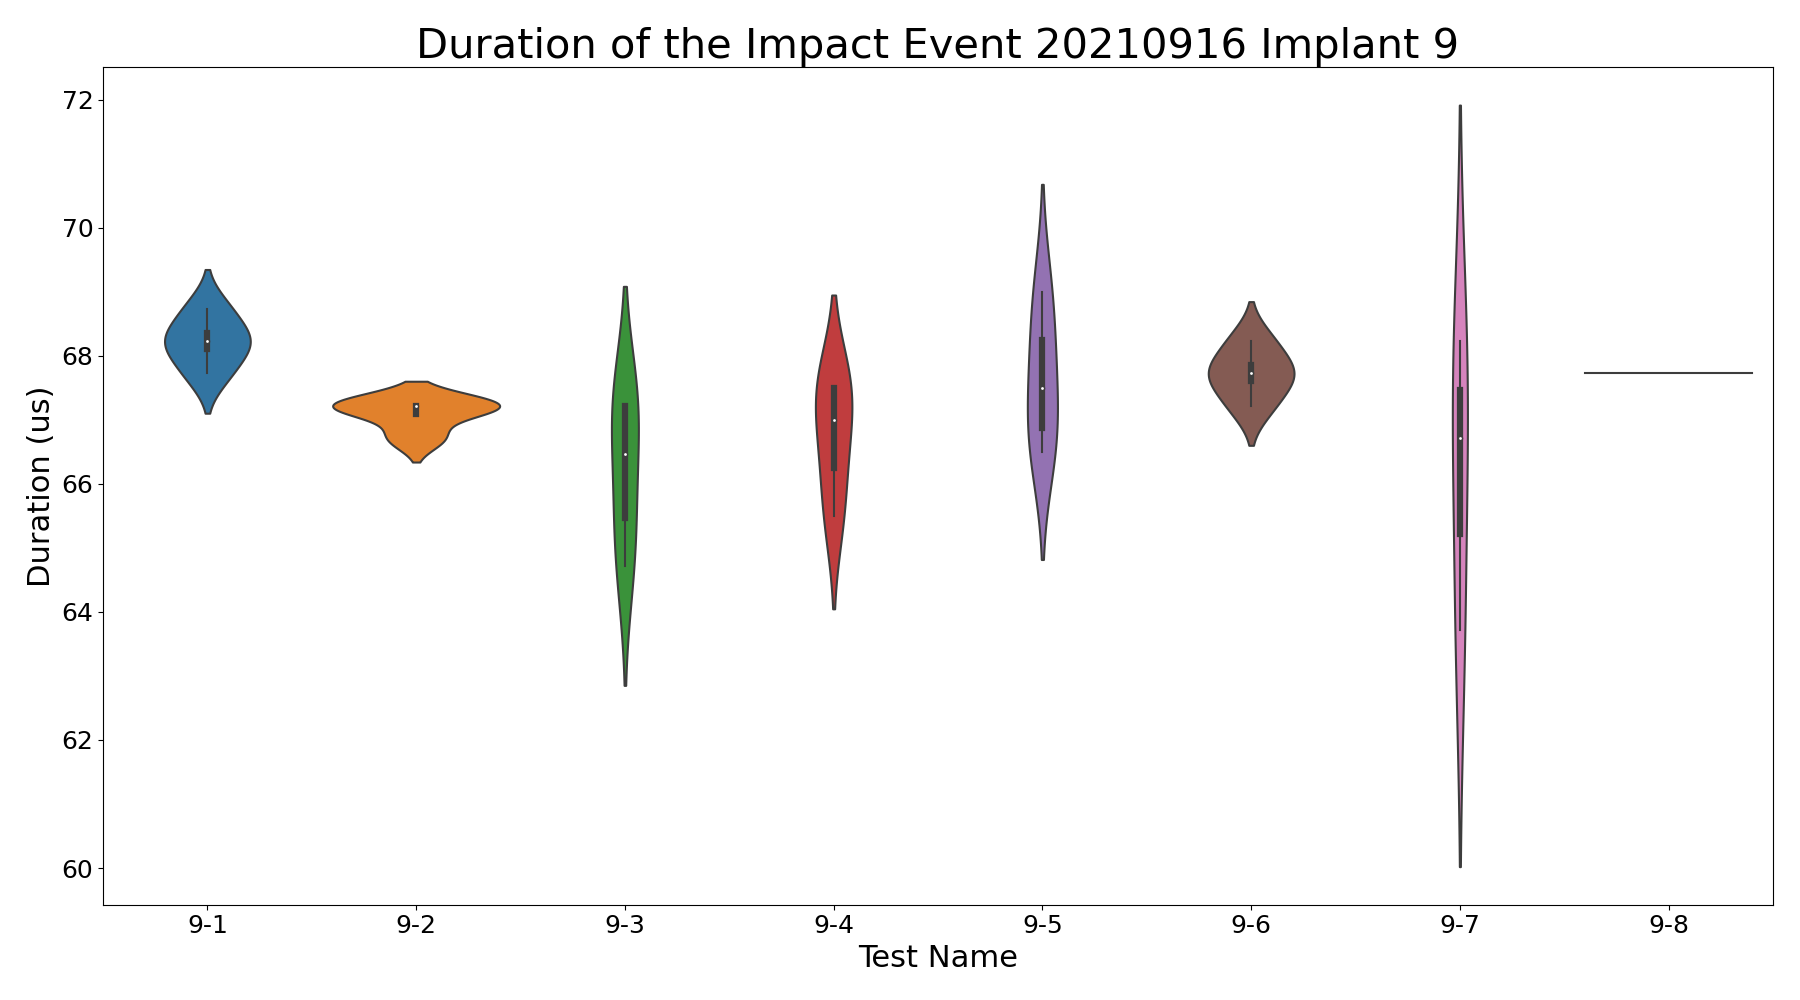 Duration of the Impact Event 20210916 Implant 9
72
70
68
66
64
62
60
Duration (us)
9-1 9-2 9-3 9-4 9-5 9-6 9-7 9-8
Test Name